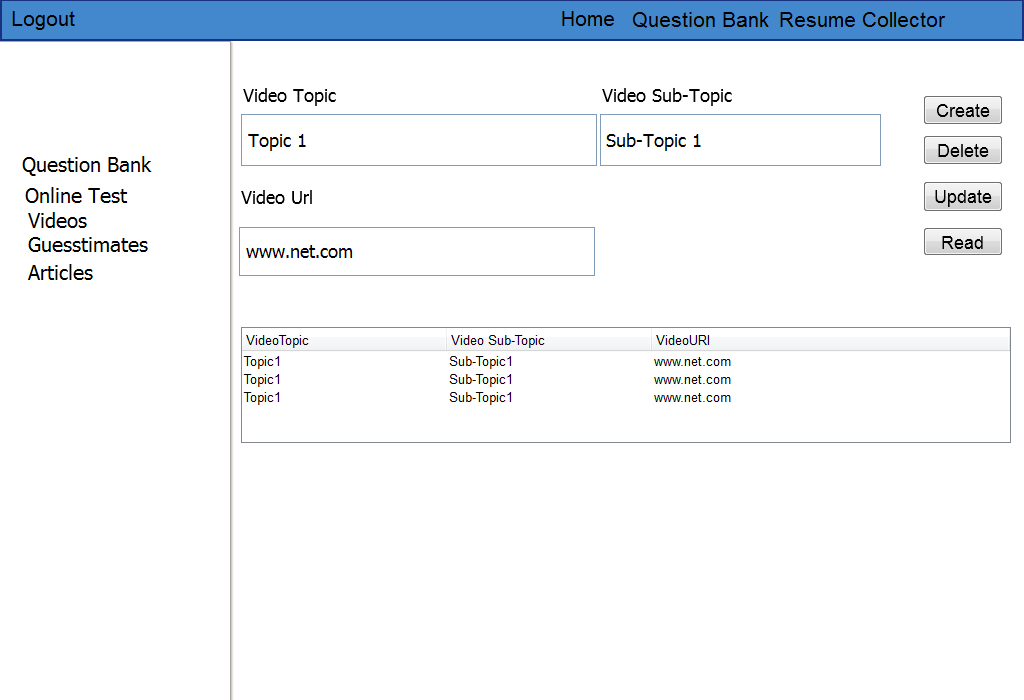 Logout Home Question Bank Resume Collector
Question Bank
Online Test
Videos
Guesstimates
Articles
Video Topic Video Sub-Topic
Topic 1 Sub-Topic 1
Video Url
www.net.com
Create
Delete
Update
Read
VideoTopic Video Sub-Topic VideoURl
Topic1 Sub-Topic1 www.net.com
Topic1 Sub-Topic1 www.net.com
Topic1 Sub-Topic1 www.net.com